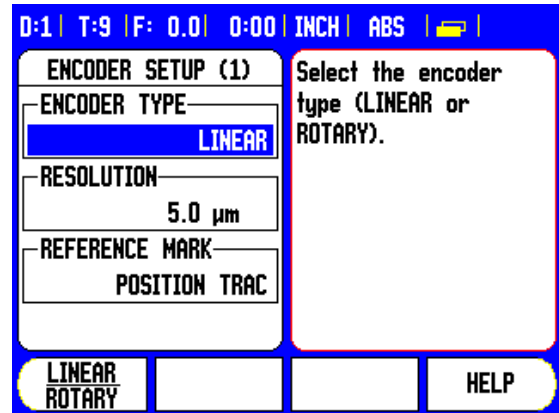 D:1 | T:9 | F: 0.0 | 0:00 | INCH | ABS | |
ENCODER SETUP (1)
ENCODER TYPE
LINEAR
RESOLUTION
5.0 µm
REFERENCE MARK
POSITION TRAC
Select the encoder
type (LINEAR or
ROTARY).
LINEAR
ROTARY
HELP